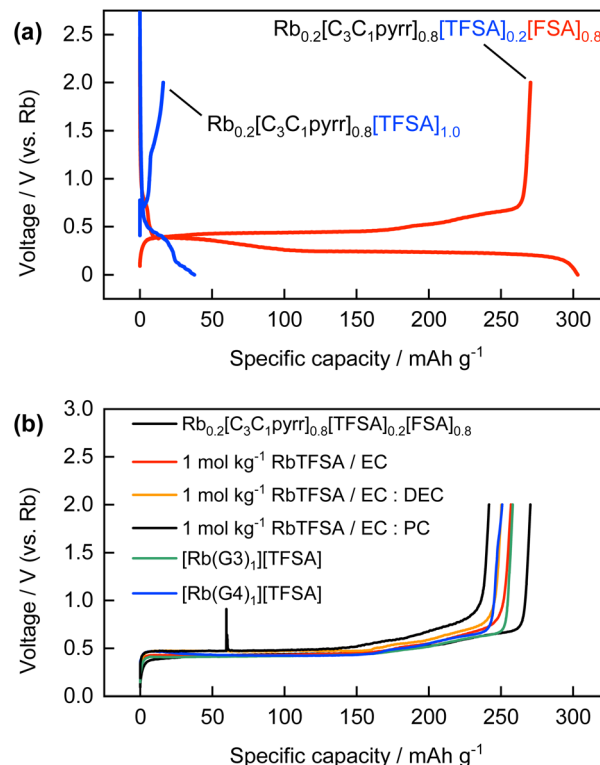 (a)
Rb0.2[C3C1pyrr]0.8[TFSA]0.2[FSA]0.8
Rb0.2[C3C1pyrr]0.8[TFSA]1.0
Voltage / V (vs. Rb)
2.5
2.0
1.5
1.0
0.5
0
0 50 100 150 200 250 300
Specific capacity / mAh g-1
(b)
Voltage / V (vs. Rb)
3.0
2.5
2.0
1.5
1.0
0.5
0.0
Rb0.2[C3C1pyrr]0.8[TFSA]0.2[FSA]0.8
1 mol kg-1 RbTFSA / EC
1 mol kg-1 RbTFSA / EC : DEC
1 mol kg-1 RbTFSA / EC : PC
[Rb(G3)1][TFSA]
[Rb(G4)1][TFSA]
0 50 100 150 200 250 300
Specific capacity / mAh g-1